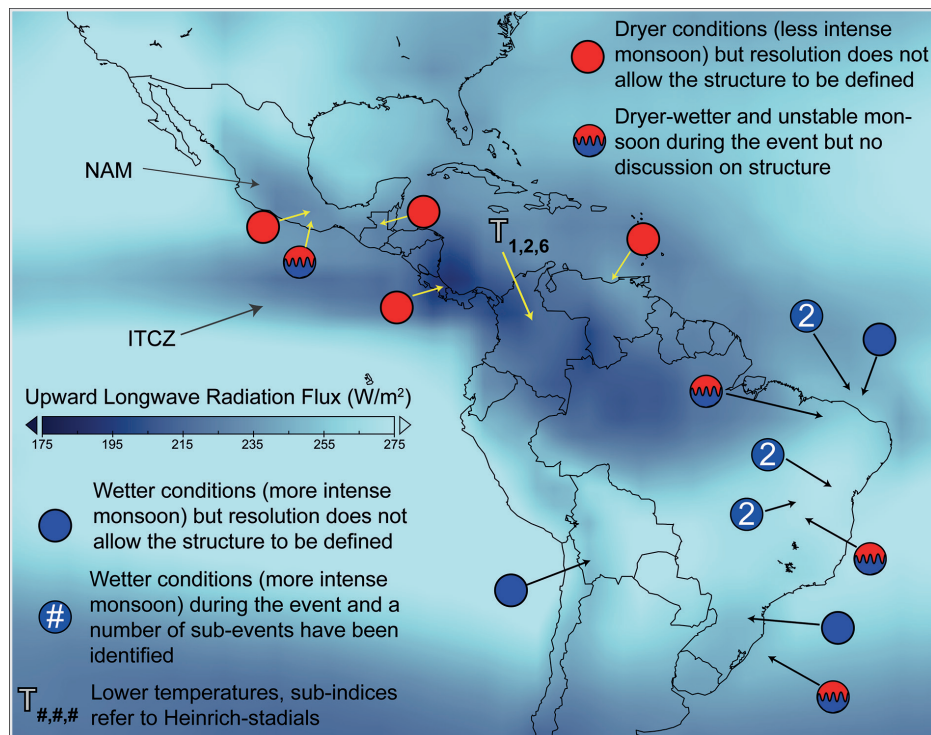 Dryer conditions (less intense
monsoon) but resolution does not
allow the structure to be defined
Dryer-wetter and unstable mon-
soon during the event but no
discussion on structure
NAM
T1,2,6
ITCZ
2
2
2
Upward Longwave Radiation Flux (W/m²)
175 195 215 235 255 275
Wetter conditions (more intense
monsoon) but resolution does not
allow the structure to be defined
#
Wetter conditions (more intense
monsoon) during the event and a
number of sub-events have been
identified
T#,#,#
Lower temperatures, sub-indices
refer to Heinrich-stadials